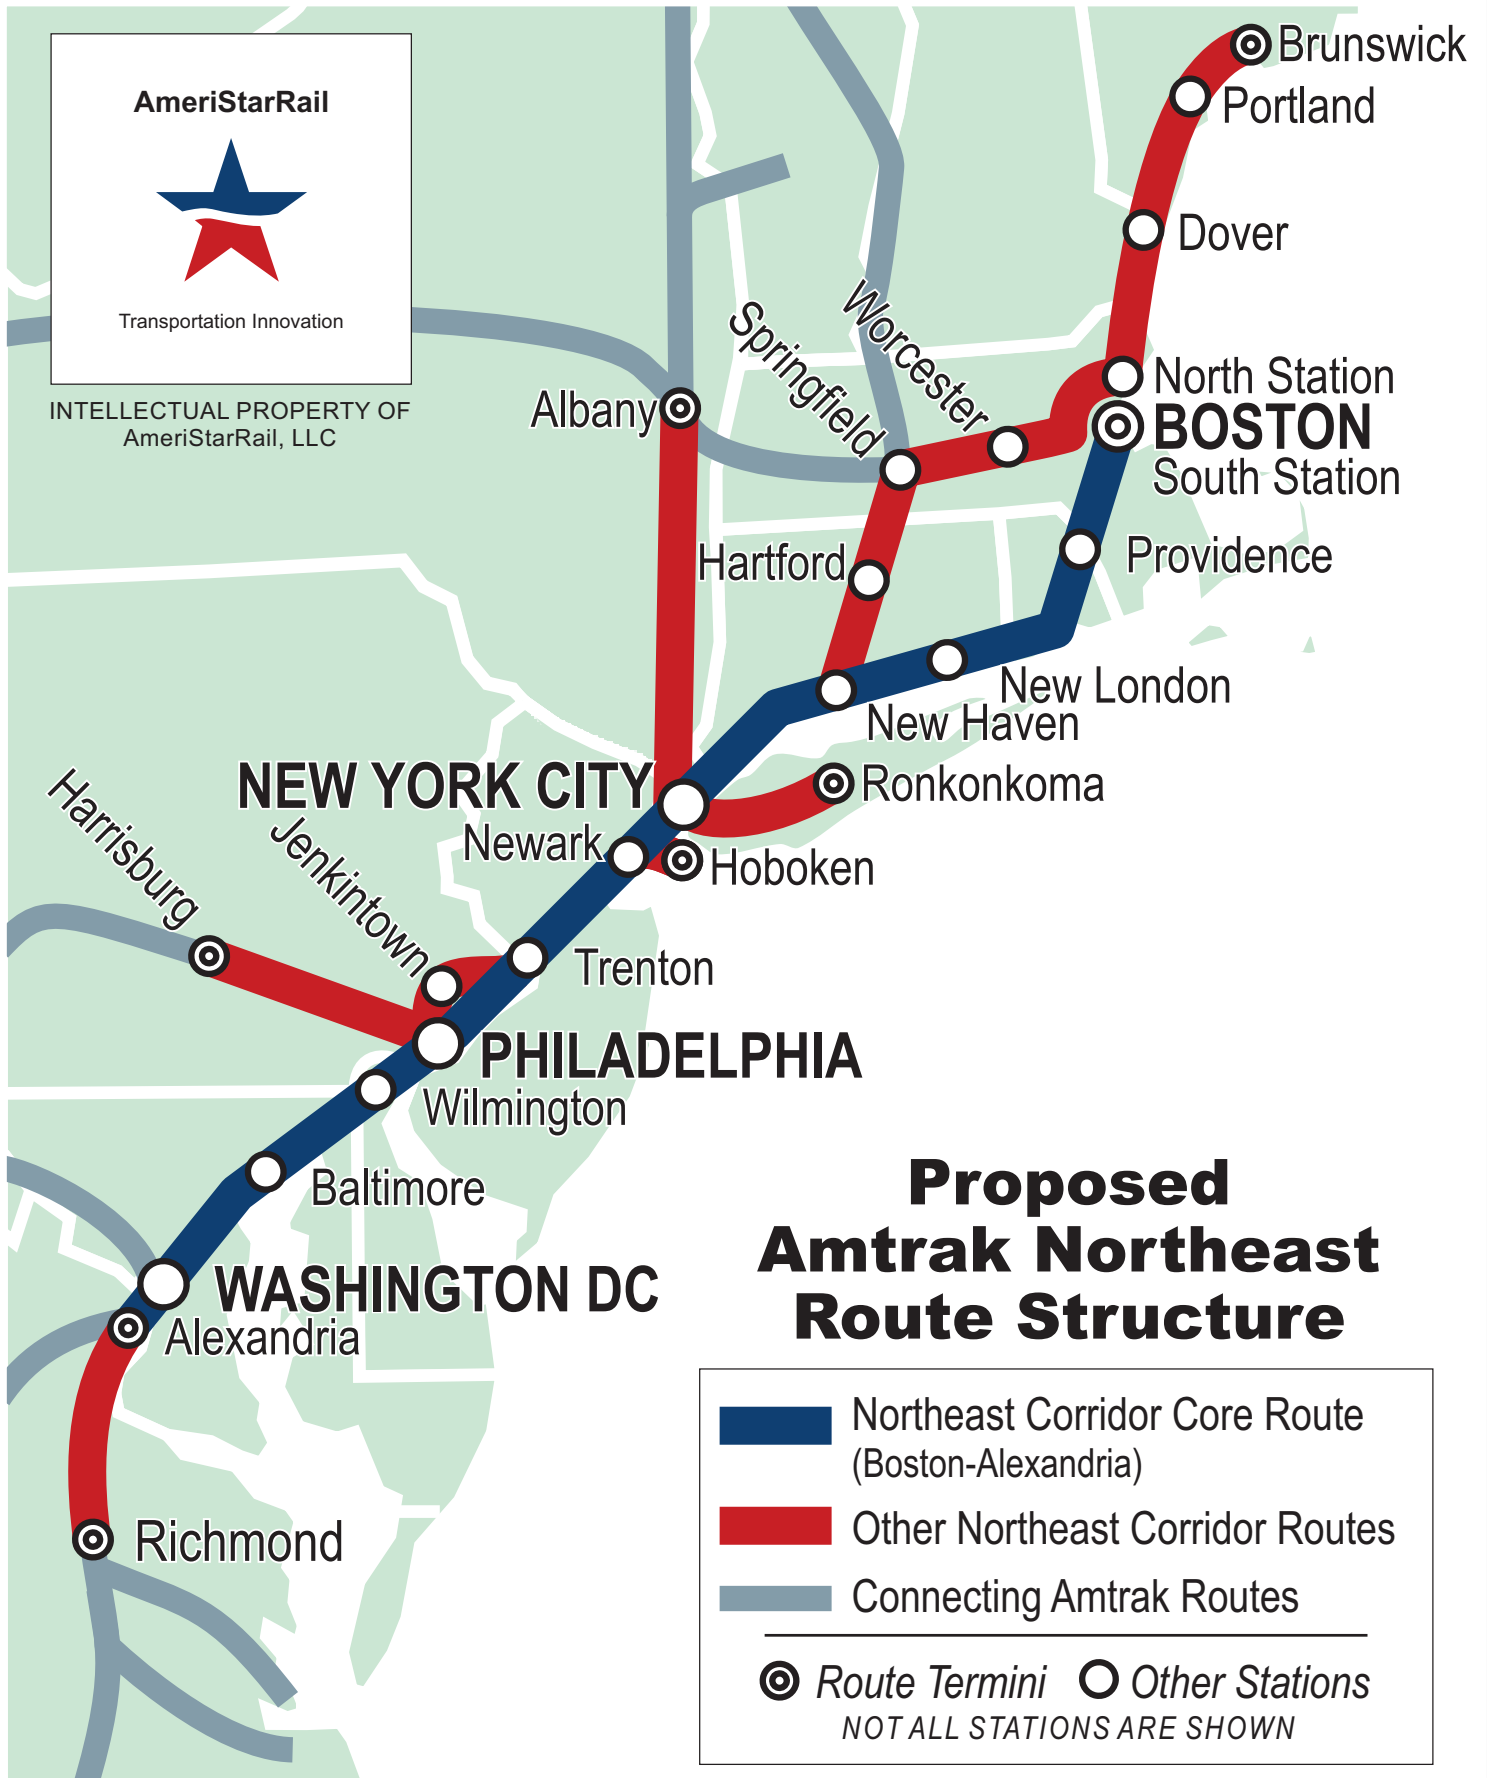 AmeriStarRail
Transportation Innovation
INTELLECTUAL PROPERTY OF
AmeriStarRail, LLC
Brunswick
Portland
Dover
North Station
BOSTON
South Station
Worcester
Springfield
Albany
Providence
Hartford
New London
New Haven
Ronkonkoma
NEW YORK CITY
Newark
Hoboken
Harrisburg
Jenkintown
Trenton
PHILADELPHIA
Wilmington
Baltimore
WASHINGTON DC
Alexandria
Richmond
Proposed
Amtrak Northeast
Route Structure
Northeast Corridor Core Route
(Boston-Alexandria)
Other Northeast Corridor Routes
Connecting Amtrak Routes
Route Termini
Other Stations
NOT ALL STATIONS ARE SHOWN